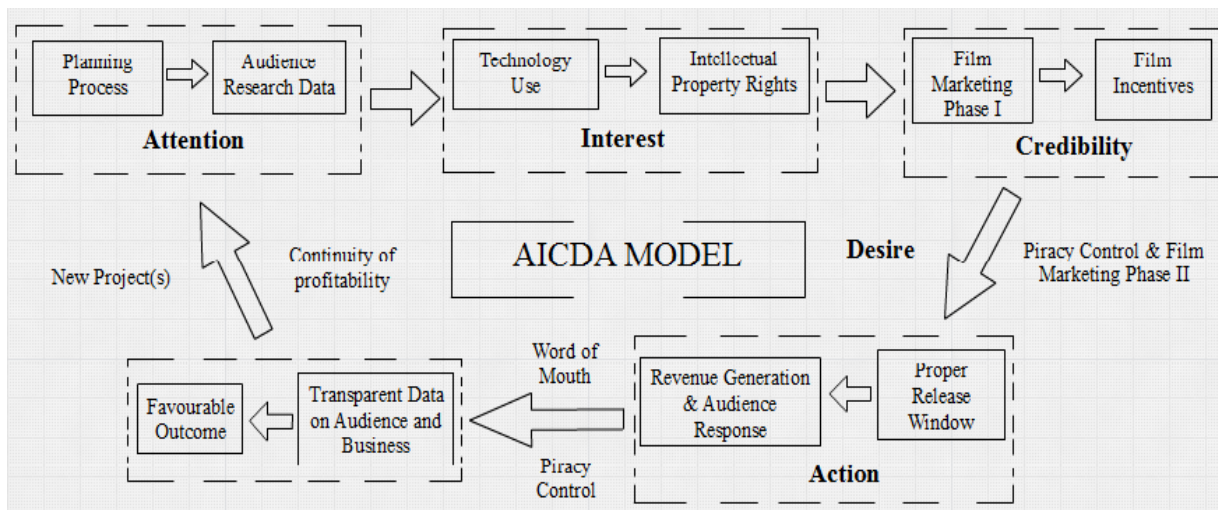 Planning
Process
Audience
Research Data
Attention
Technology
Use
Intellectual
Property Rights
Interest
Film
Marketing
Phase I
Film
Incentives
Credibility
AICDA MODEL
Desire
Piracy Control & Film
Marketing Phase II
New Project(s)
Continuity of
profitability
Proper
Release
Window
Revenue Generation
& Audience
Response
Action
Word of
Mouth
Piracy
Control
Transparent Data
on Audience and
Business
Favourable
Outcome